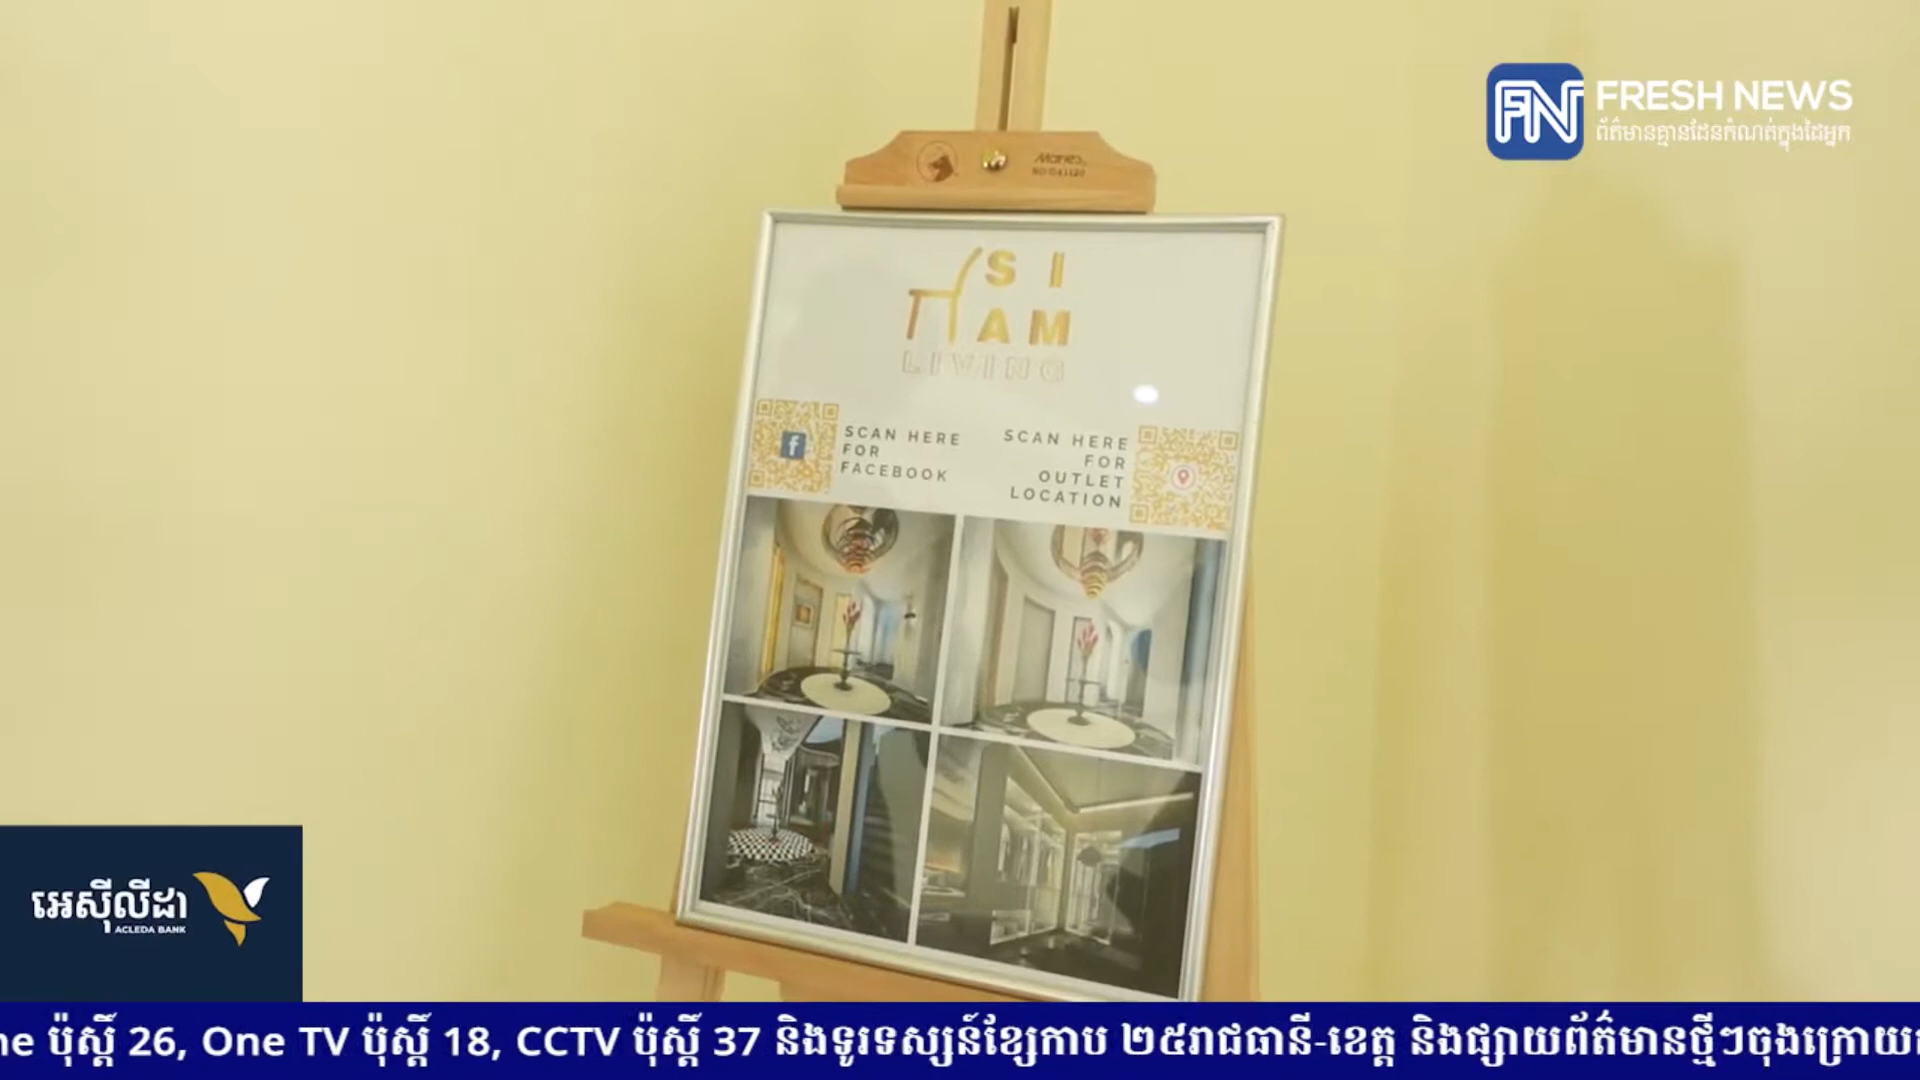 FN FRESH NEWS
ព័ត៌មានគ្មានដែនកំណត់ក្នុងដៃអ្នក
Maries
SI
AM
LIVING
SCAN HERE
FOR
FACEBOOK
SCAN HERE
FOR
OUTLET
LOCATION
អេស៊ីលីដា
ACLEDA BANK
ne ប៉ុស្តិ៍ 26, One TV ប៉ុស្តិ៍ 18, CCTV ប៉ុស្តិ៍ 37 និងទូរទស្សន៍ខ្សែកាប ២៥រាជធានី-ខេត្ត និងផ្សាយព័ត៌មានថ្មីៗចុងក្រោយ